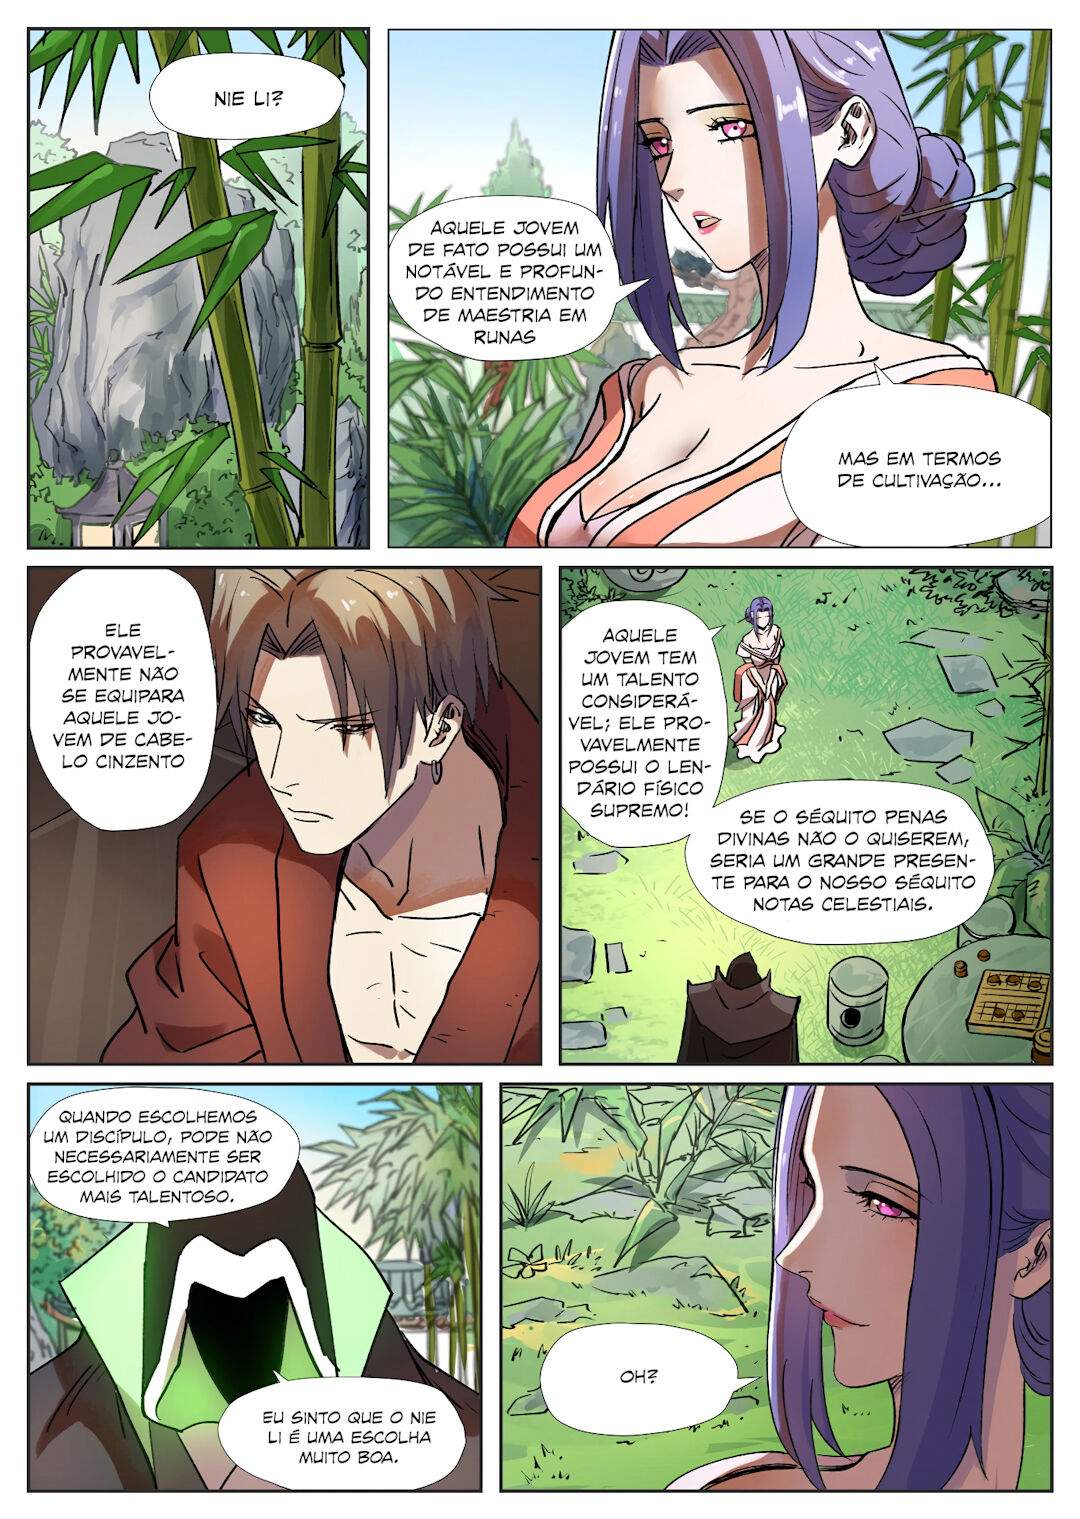 NIE LI?
AQUELE JOVEM
DE FATO POSSUI UM
NOTÁVEL E PROFUN-
DO ENTENDIMENTO
DE MAESTRIA EM
RUNAS
MAS EM TERMOS
DE CULTIVAÇÃO...
ELE
PROVAVEL-
MENTE NÃO
SE EQUIPARA
AQUELE JO-
VEM DE CABE-
LO CINZENTO
AQUELE
JOVEM TEM
UM TALENTO
CONSIDERÁ-
VEL; ELE PRO-
VAVELMENTE
POSSUI O LEN-
DÁRIO FÍSICO
SUPREMO!
SE O SÉQUITO PENAS
DIVINAS NÃO O QUISEREM,
SERIA UM GRANDE PRESEN-
TE PARA O NOSSO SÉQUITO
NOTAS CELESTIAIS.
QUANDO ESCOLHEMOS
UM DISCÍPULO, PODE NÃO
NECESSARIAMENTE SER
ESCOLHIDO O CANDIDATO
MAIS TALENTOSO.
EU SINTO QUE O NIE
LI É UMA ESCOLHA
MUITO BOA.
OH?